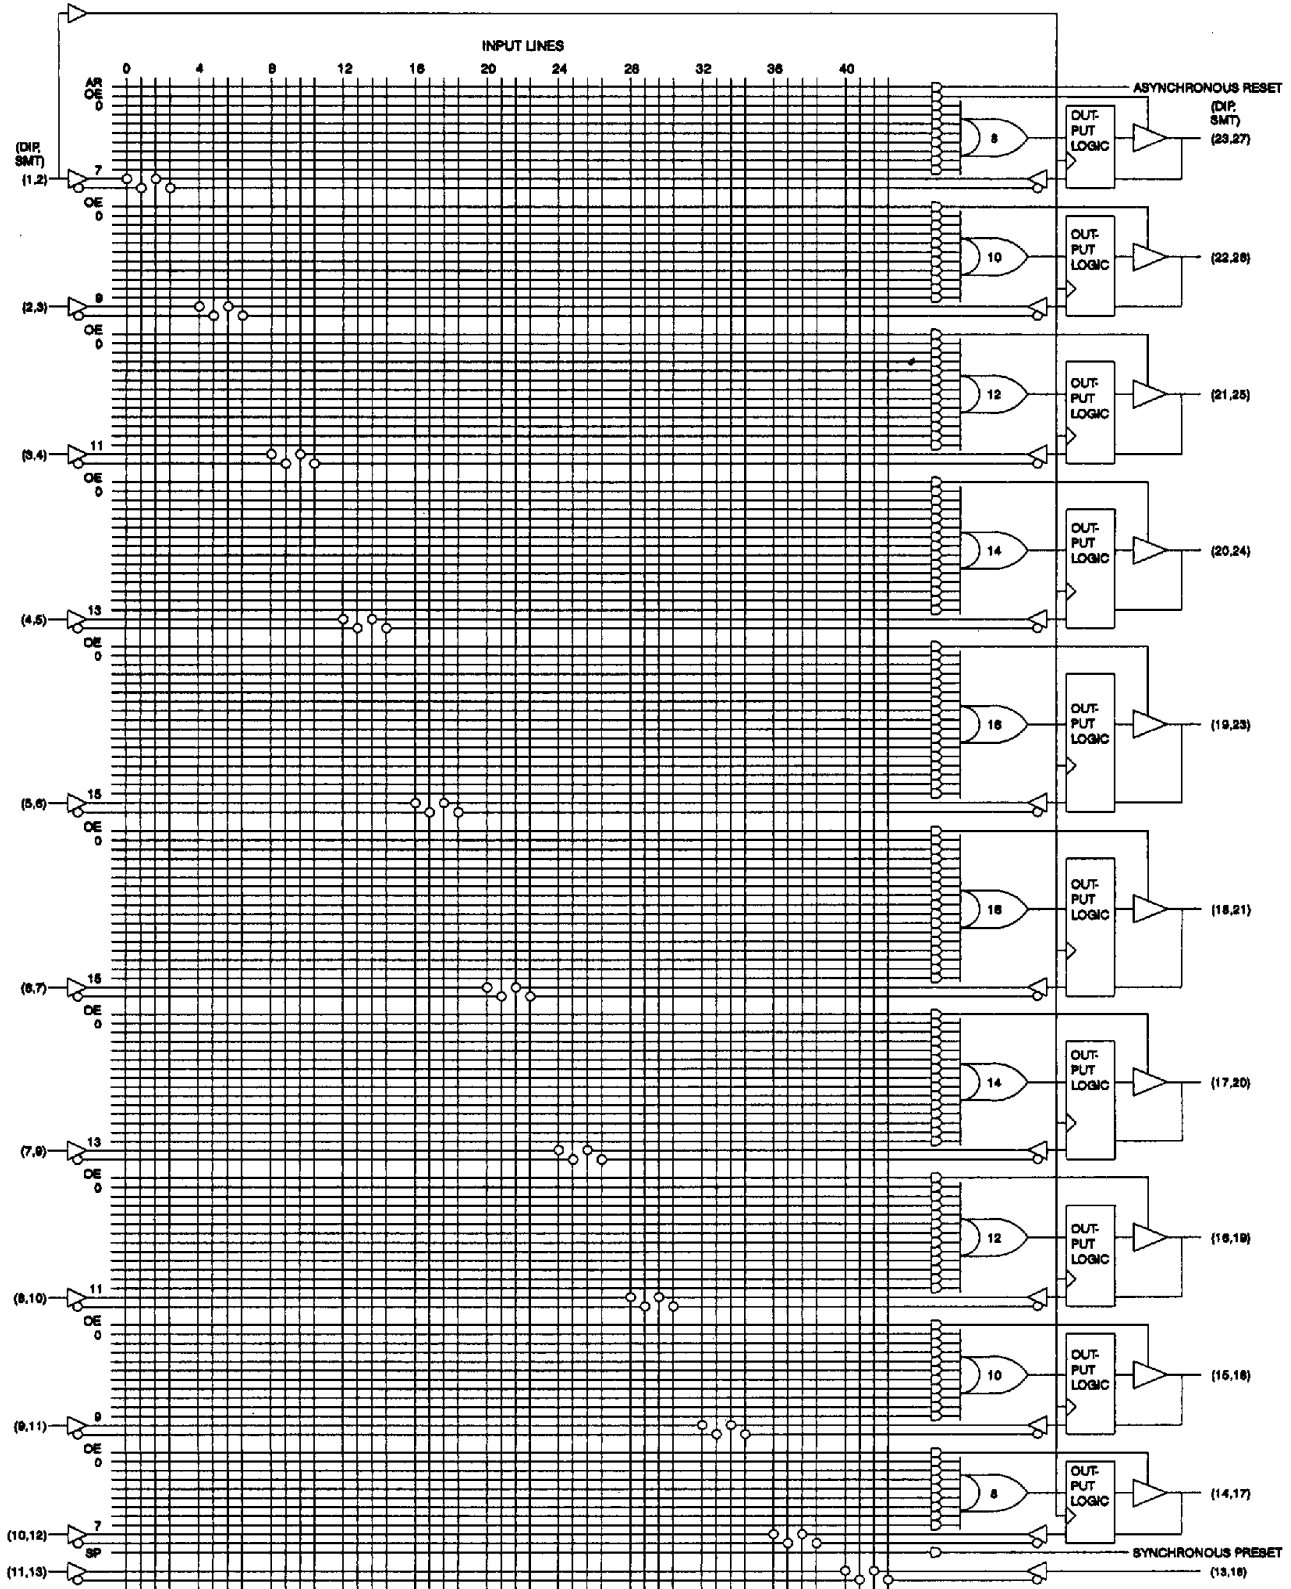 INPUT LINES
0 4 8 12 16 20 24 28 32 36 40
AR
OE
0
ASYNCHRONOUS RESET
(DIP, SMT)
OUT-
PUT
LOGIC
8
(23,27)
(DIP, SMT)
7
(1,2)
OE
0
OUT-
PUT
LOGIC
10
(22,26)
9
(2,3)
OE
0
OUT-
PUT
LOGIC
12
(21,25)
11
(3,4)
OE
0
OUT-
PUT
LOGIC
14
(20,24)
13
(4,5)
OE
0
OUT-
PUT
LOGIC
16
(19,23)
15
(5,6)
OE
0
OUT-
PUT
LOGIC
16
(18,21)
15
(6,7)
OE
0
OUT-
PUT
LOGIC
14
(17,20)
13
(7,9)
OE
0
OUT-
PUT
LOGIC
12
(16,19)
11
(8,10)
OE
0
OUT-
PUT
LOGIC
10
(15,18)
9
(9,11)
OE
0
OUT-
PUT
LOGIC
8
(14,17)
7
(10,12)
SP
SYNCHRONOUS PRESET
(11,13)
(13,16)